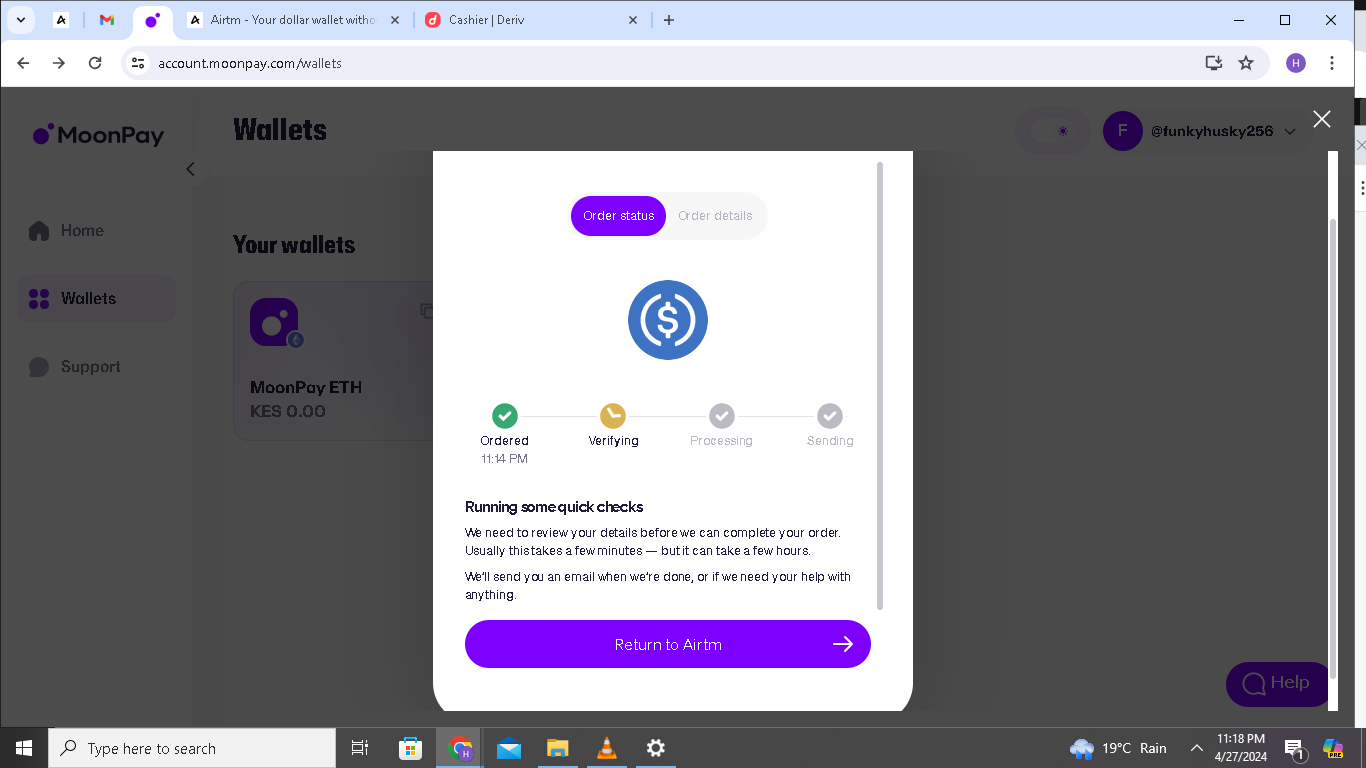 Airtm - Your dollar wallet witho
Cashier | Deriv
account.moonpay.com/wallets
H
MoonPay
Wallets
F
@funkyhusky256
Home
Wallets
Support
Your wallets
MoonPay ETH
KES 0.00
Order status
Order details
Ordered
Verifying
Processing
Sending
11:14 PM
Running some quick checks
We need to review your details before we can complete your order.
Usually this takes a few minutes — but it can take a few hours.
We'll send you an email when we're done, or if we need your help with
anything.
Return to Airtm
Help
Type here to search
H
19°C Rain
11:18 PM
4/27/2024
1
PRE